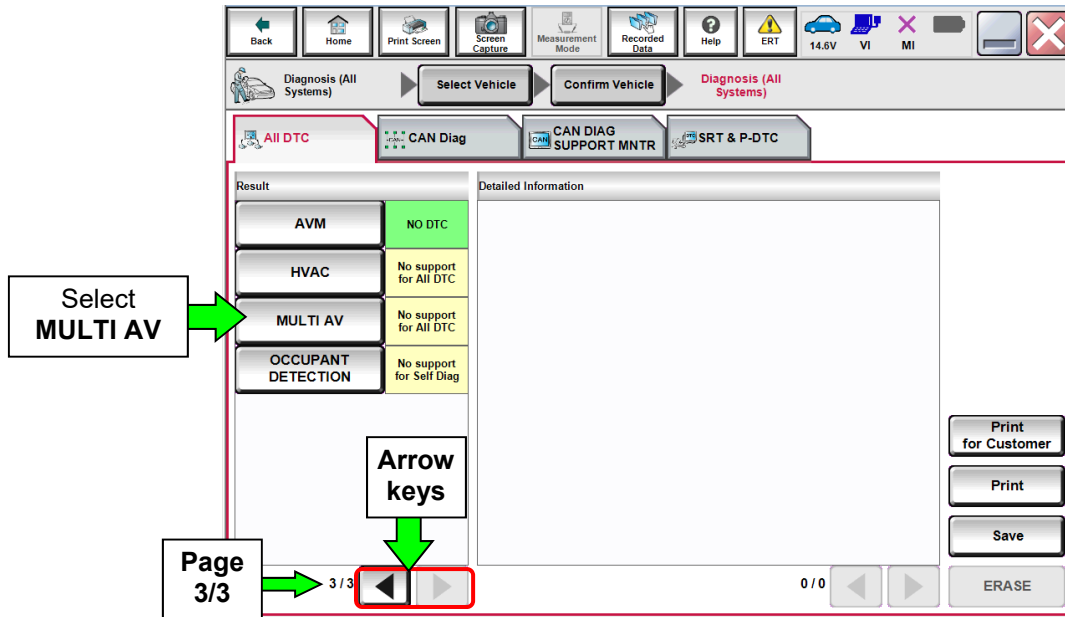 Back
Home
Print Screen
Screen
Capture
Measurement
Mode
Recorded
Data
Help
ERT
14.6V
VI
MI
Diagnosis (All
Systems)
Select Vehicle
Confirm Vehicle
Diagnosis (All
Systems)
All DTC
CAN Diag
CAN
CAN DIAG
SUPPORT MNTR
SRT & P-DTC
Result
Detailed Information
AVM
NO DTC
HVAC
No support
for All DTC
Select
MULTI AV
MULTI AV
No support
for All DTC
OCCUPANT
DETECTION
No support
for Self Diag
Arrow
keys
Print
for Customer
Print
Save
Page
3/3
3 / 3
0 / 0
ERASE